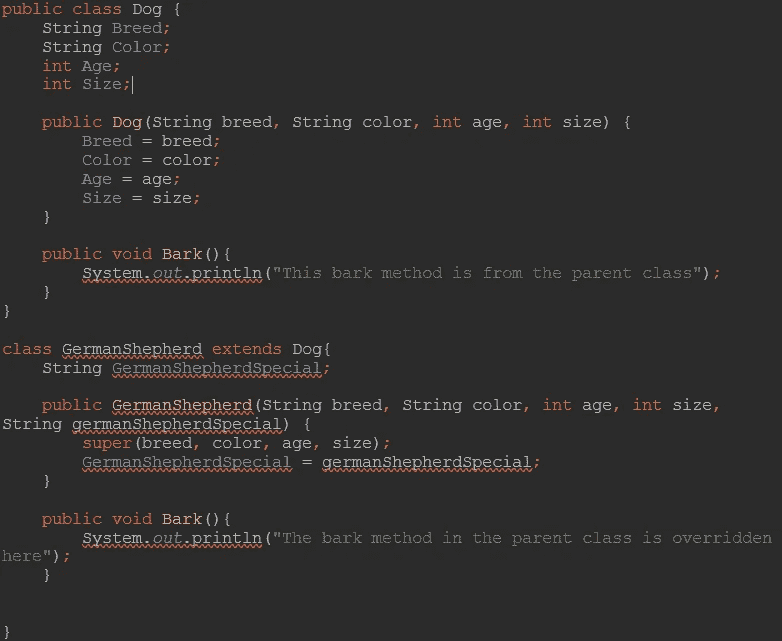 public class Dog {
    String Breed;
    String Color;
    int Age;
    int Size;

    public Dog(String breed, String color, int age, int size) {
        Breed = breed;
        Color = color;
        Age = age;
        Size = size;
    }

    public void Bark(){
        System.out.println("This bark method is from the parent class");
    }
}

class GermanShepherd extends Dog{
    String GermanShepherdSpecial;

    public GermanShepherd(String breed, String color, int age, int size,
String germanShepherdSpecial) {
        super(breed, color, age, size);
        GermanShepherdSpecial = germanShepherdSpecial;
    }

    public void Bark(){
        System.out.println("The bark method in the parent class is overridden
here");
    }


}